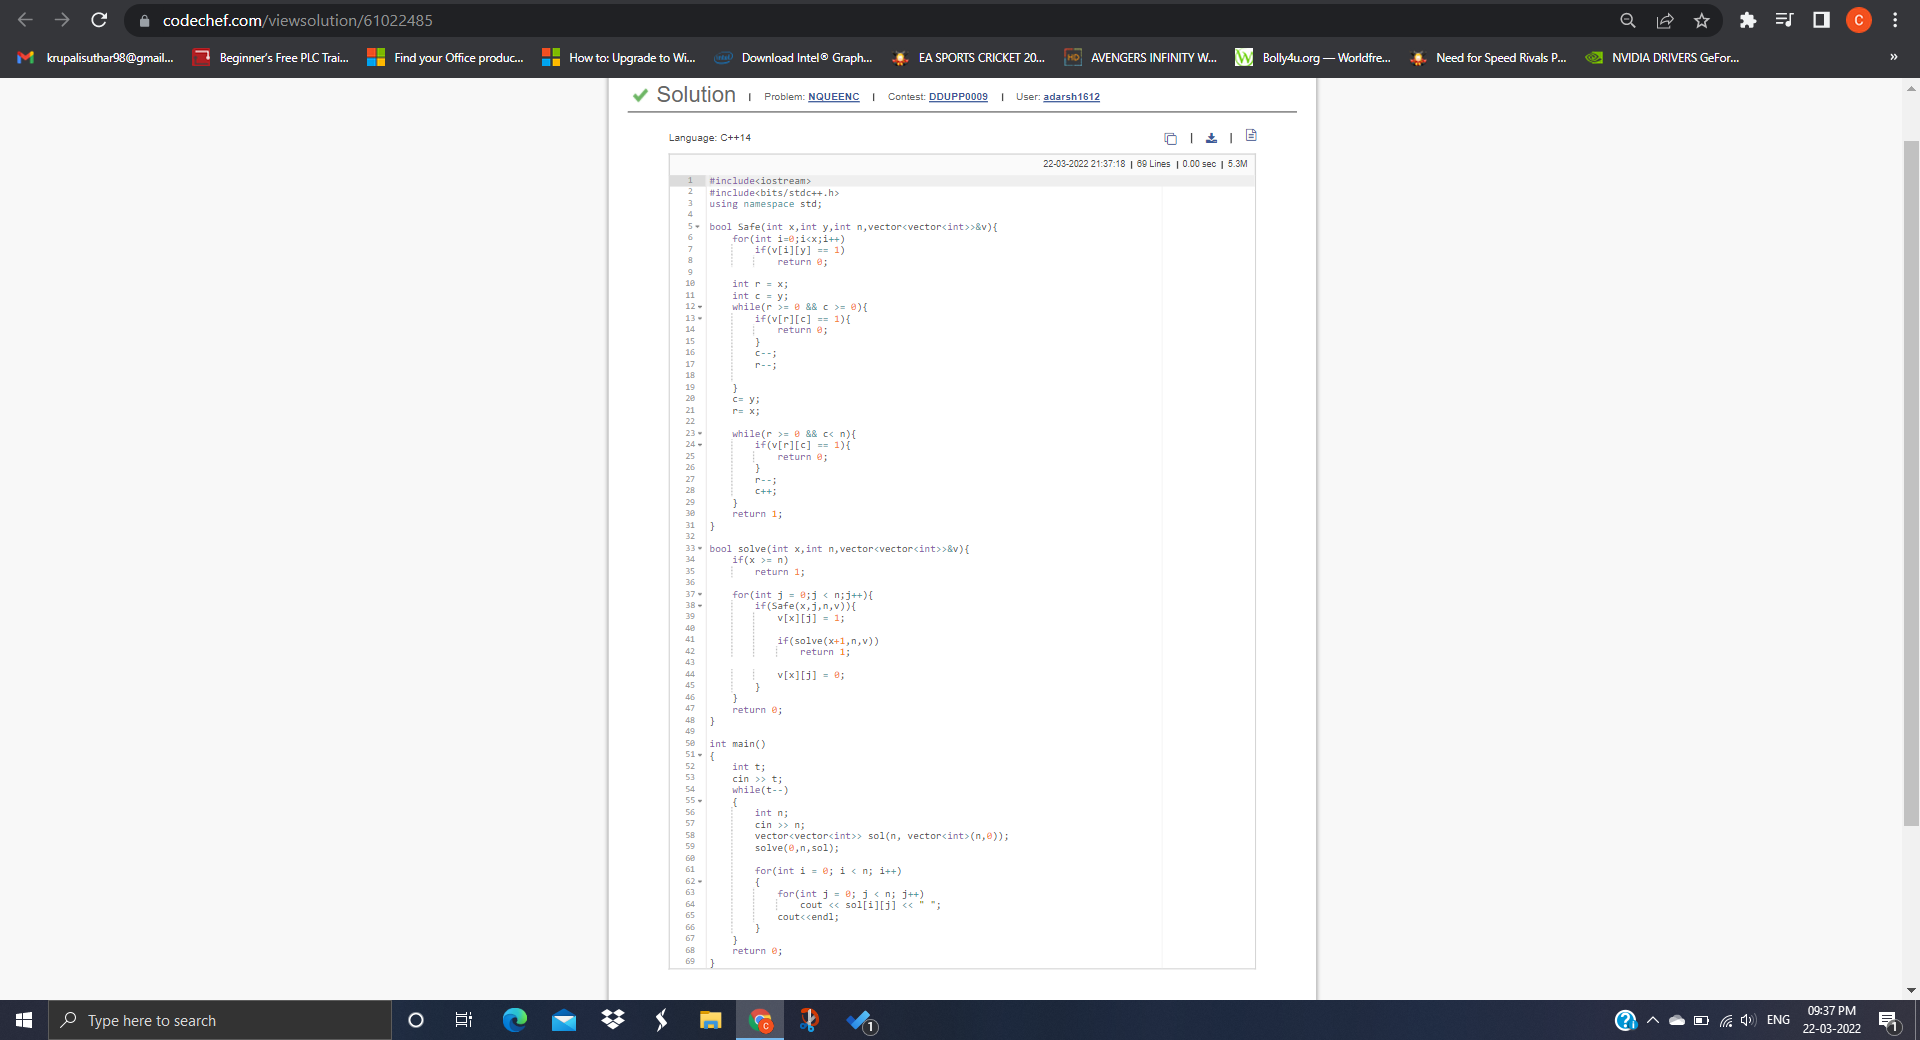 codechef.com/viewsolution/61022485
C
krupalisuthar98@gmail... Beginner's Free PLC Trai... Find your Office produc... How to: Upgrade to Wi... Download Intel® Graph... EA SPORTS CRICKET 20... AVENGERS INFINITY W... Bolly4u.org — Worldfre... Need for Speed Rivals P... NVIDIA DRIVERS GeFor... »
Solution | Problem: NQUEENC | Contest: DDUPP0009 | User: adarsh1612
Language: C++14
22-03-2022 21:37:18 | 69 Lines | 0.00 sec | 5.3M
1 #include<iostream>
2 #include<bits/stdc++.h>
3 using namespace std;
4
5 bool Safe(int x,int y,int n,vector<vector<int>>&v){
6 for(int i=0;i<x;i++)
7 if(v[i][y] == 1)
8 return 0;
9
10 int r = x;
11 int c = y;
12 while(r >= 0 && c >= 0){
13 if(v[r][c] == 1){
14 return 0;
15 }
16 c--;
17 r--;
18
19 }
20 c= y;
21 r= x;
22
23 while(r >= 0 && c< n){
24 if(v[r][c] == 1){
25 return 0;
26 }
27 r--;
28 c++;
29 }
30 return 1;
31 }
32
33 bool solve(int x,int n,vector<vector<int>>&v){
34 if(x >= n)
35 return 1;
36
37 for(int j = 0;j < n;j++){
38 if(Safe(x,j,n,v)){
39 v[x][j] = 1;
40
41 if(solve(x+1,n,v))
42 return 1;
43
44 v[x][j] = 0;
45 }
46 }
47 return 0;
48 }
49
50 int main()
51 {
52 int t;
53 cin >> t;
54 while(t--)
55 {
56 int n;
57 cin >> n;
58 vector<vector<int>> sol(n, vector<int>(n,0));
59 solve(0,n,sol);
60
61 for(int i = 0; i < n; i++)
62 {
63 for(int j = 0; j < n; j++)
64 cout << sol[i][j] << " ";
65 cout<<endl;
66 }
67 }
68 return 0;
69 }
Type here to search
ENG
09:37 PM
22-03-2022